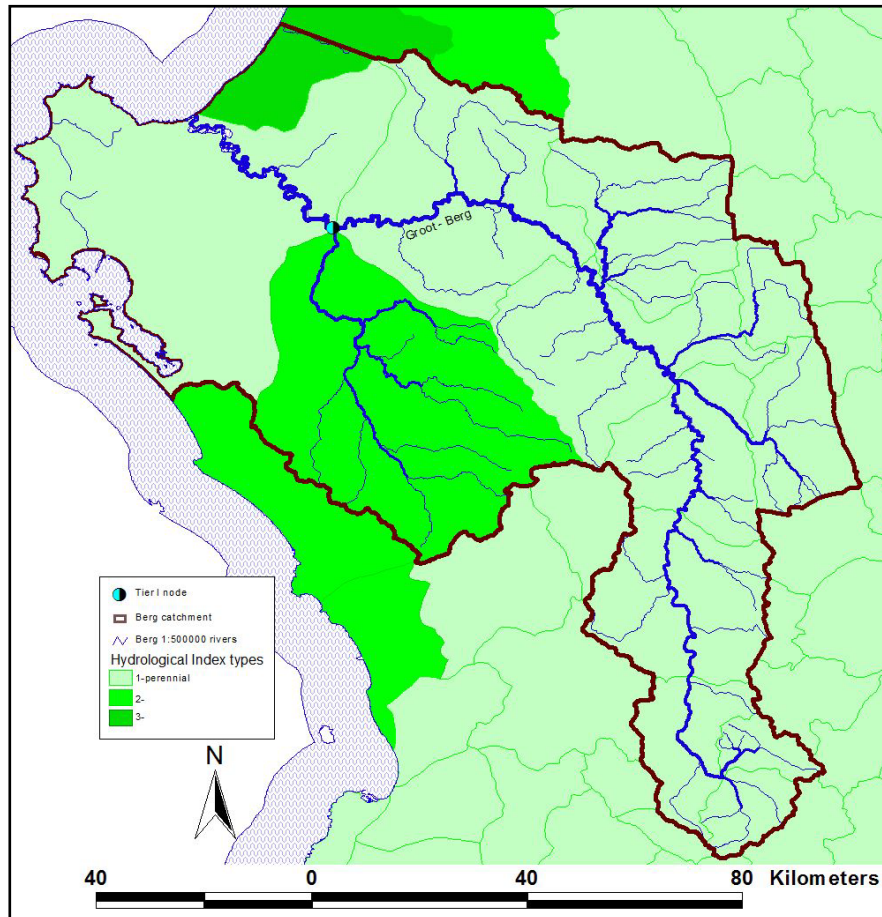 Groot - Berg
Tier I node
Berg catchment
Berg 1:500000 rivers
Hydrological Index types
1-perennial
2-
3-
N
40 0 40 80 Kilometers